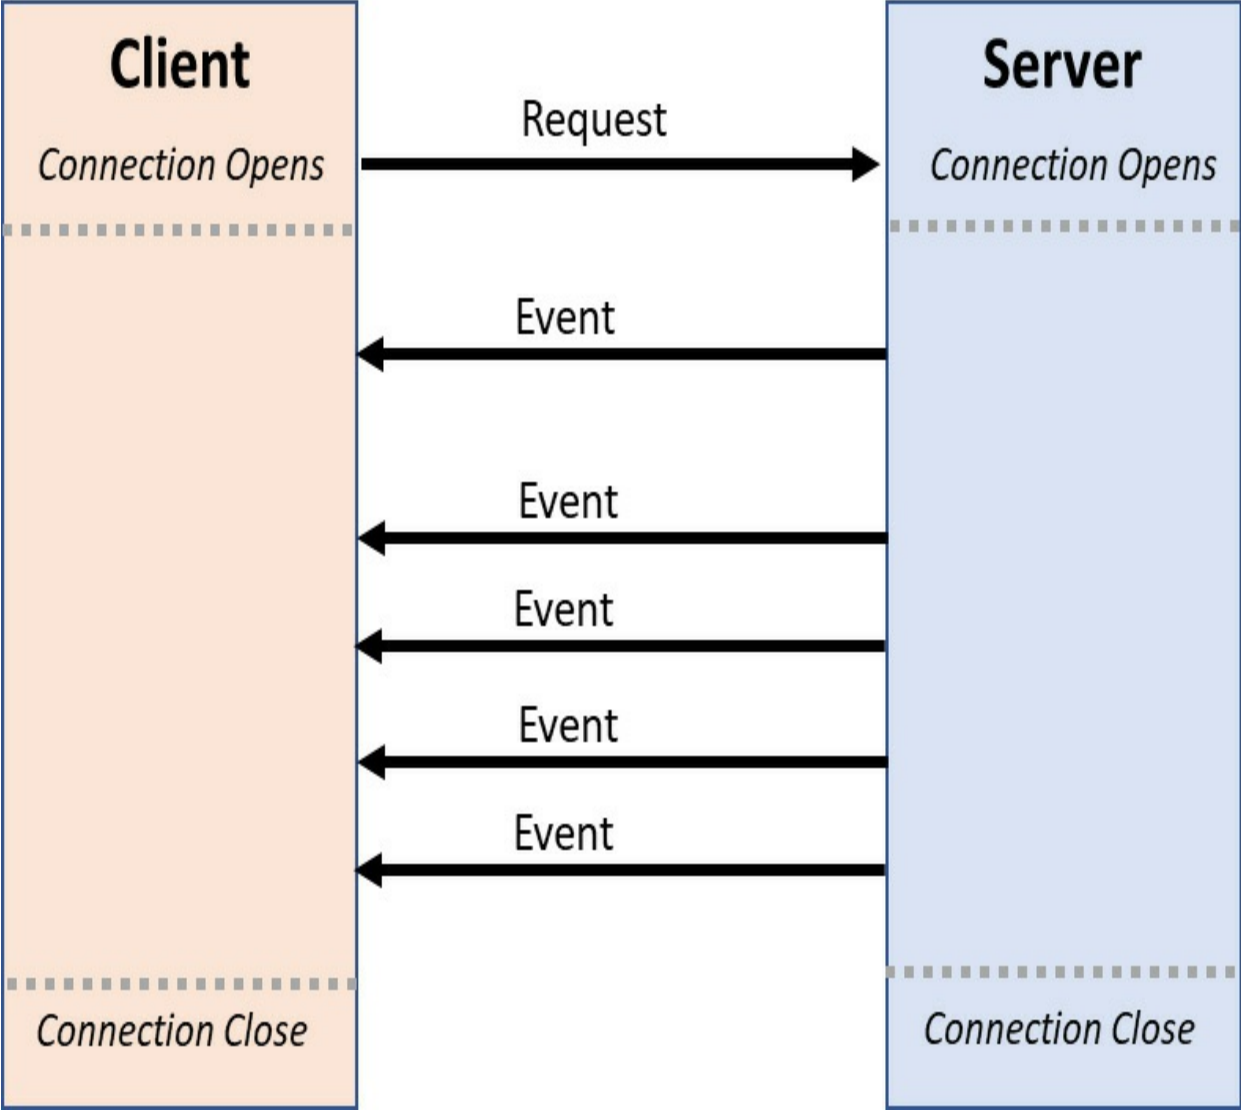 Client
Server
Request
Connection Opens
Connection Opens
Event
Event
Event
Event
Event
Connection Close
Connection Close